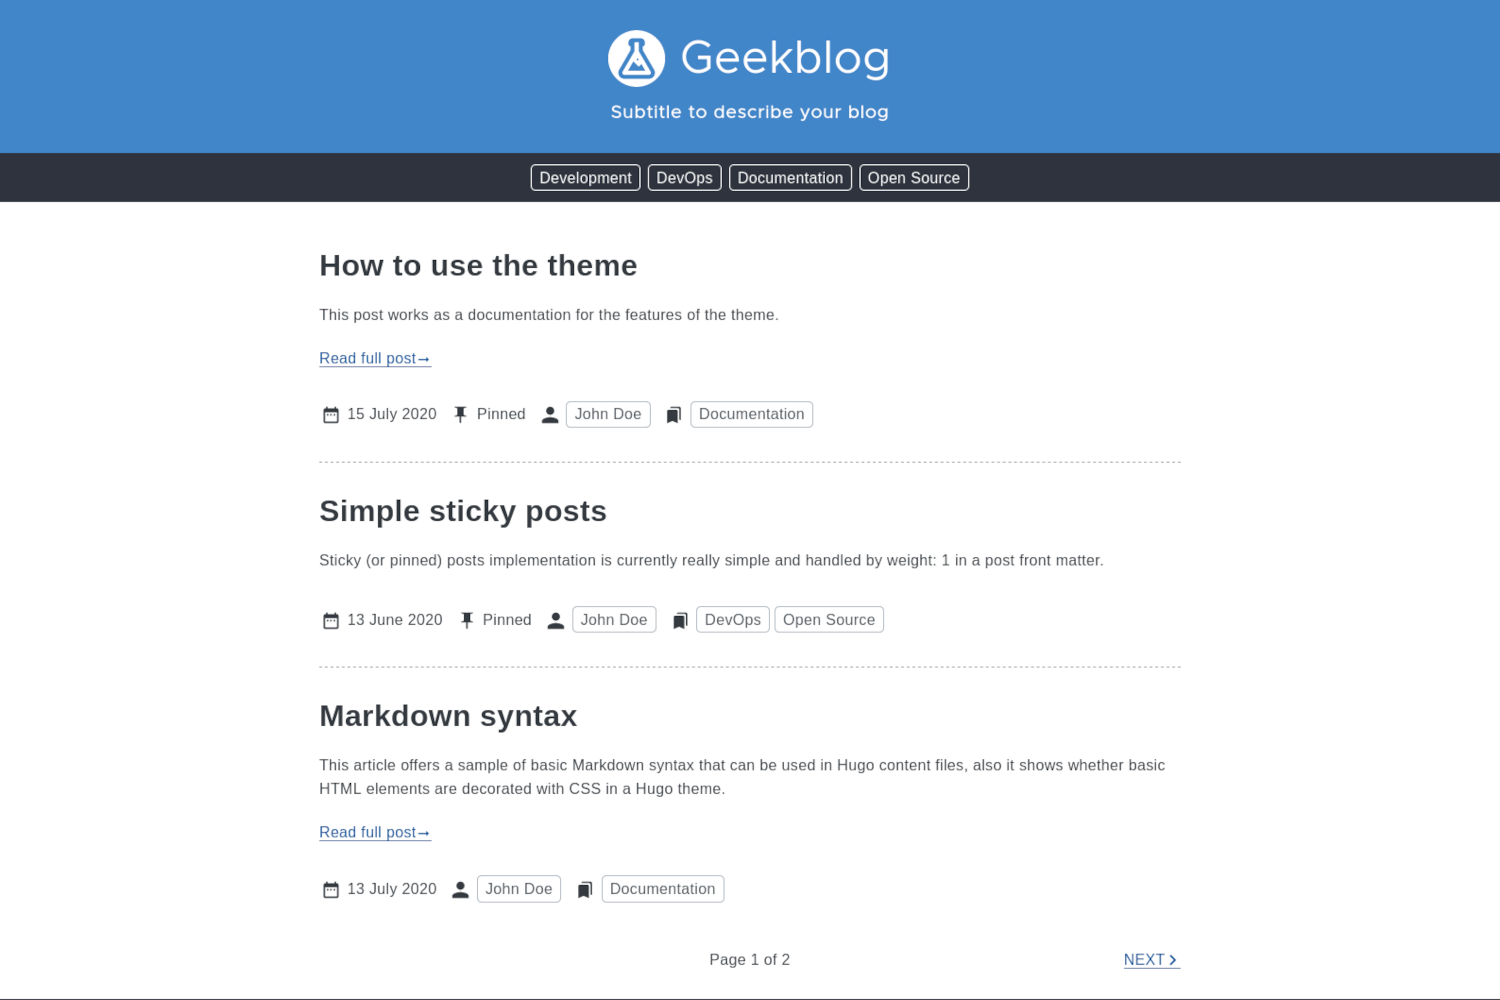 Geekblog
Subtitle to describe your blog
Development DevOps Documentation Open Source
How to use the theme
This post works as a documentation for the features of the theme.
Read full post→
15 July 2020 Pinned John Doe Documentation
Simple sticky posts
Sticky (or pinned) posts implementation is currently really simple and handled by weight: 1 in a post front matter.
13 June 2020 Pinned John Doe DevOps Open Source
Markdown syntax
This article offers a sample of basic Markdown syntax that can be used in Hugo content files, also it shows whether basic
HTML elements are decorated with CSS in a Hugo theme.
Read full post→
13 July 2020 John Doe Documentation
Page 1 of 2 NEXT